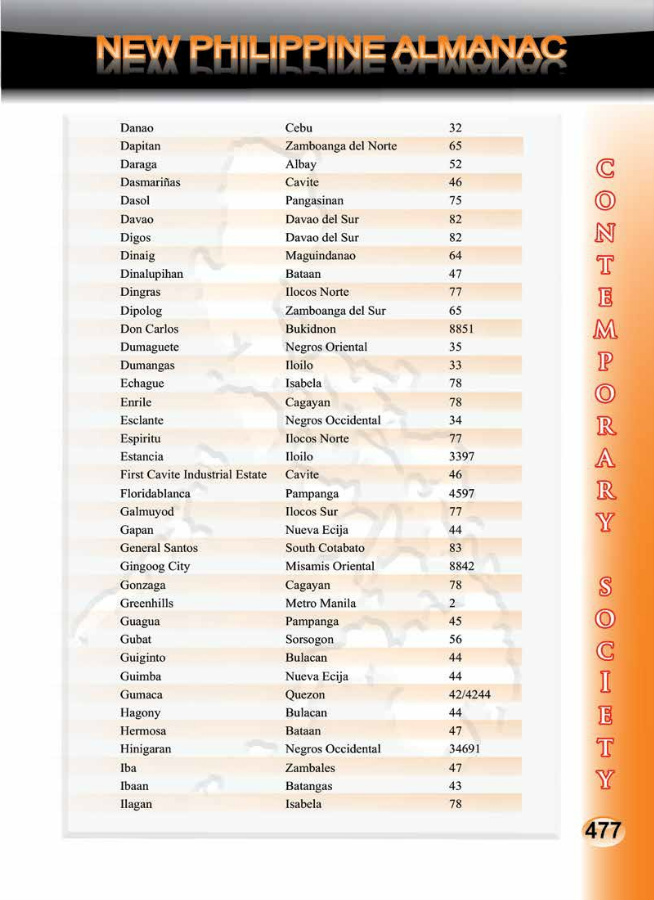 NEW PHILIPPINE ALMANAC
Danao Cebu 32
Dapitan Zamboanga del Norte 65
Daraga Albay 52
Dasmariñas Cavite 46
Dasol Pangasinan 75
Davao Davao del Sur 82
Digos Davao del Sur 82
Dinaig Maguindanao 64
Dinalupihan Bataan 47
Dingras Ilocos Norte 77
Dipolog Zamboanga del Sur 65
Don Carlos Bukidnon 8851
Dumaguete Negros Oriental 35
Dumangas Iloilo 33
Echague Isabela 78
Enrile Cagayan 78
Esclante Negros Occidental 34
Espiritu Ilocos Norte 77
Estancia Iloilo 3397
First Cavite Industrial Estate Cavite 46
Floridablanca Pampanga 4597
Galmuyod Ilocos Sur 77
Gapan Nueva Ecija 44
General Santos South Cotabato 83
Gingoog City Misamis Oriental 8842
Gonzaga Cagayan 78
Greenhills Metro Manila 2
Guagua Pampanga 45
Gubat Sorsogon 56
Guiginto Bulacan 44
Guimba Nueva Ecija 44
Gumaca Quezon 42/4244
Hagony Bulacan 44
Hermosa Bataan 47
Hinigaran Negros Occidental 34691
Iba Zambales 47
Ibaan Batangas 43
Ilagan Isabela 78
CONTEMPORARY SOCIETY
477